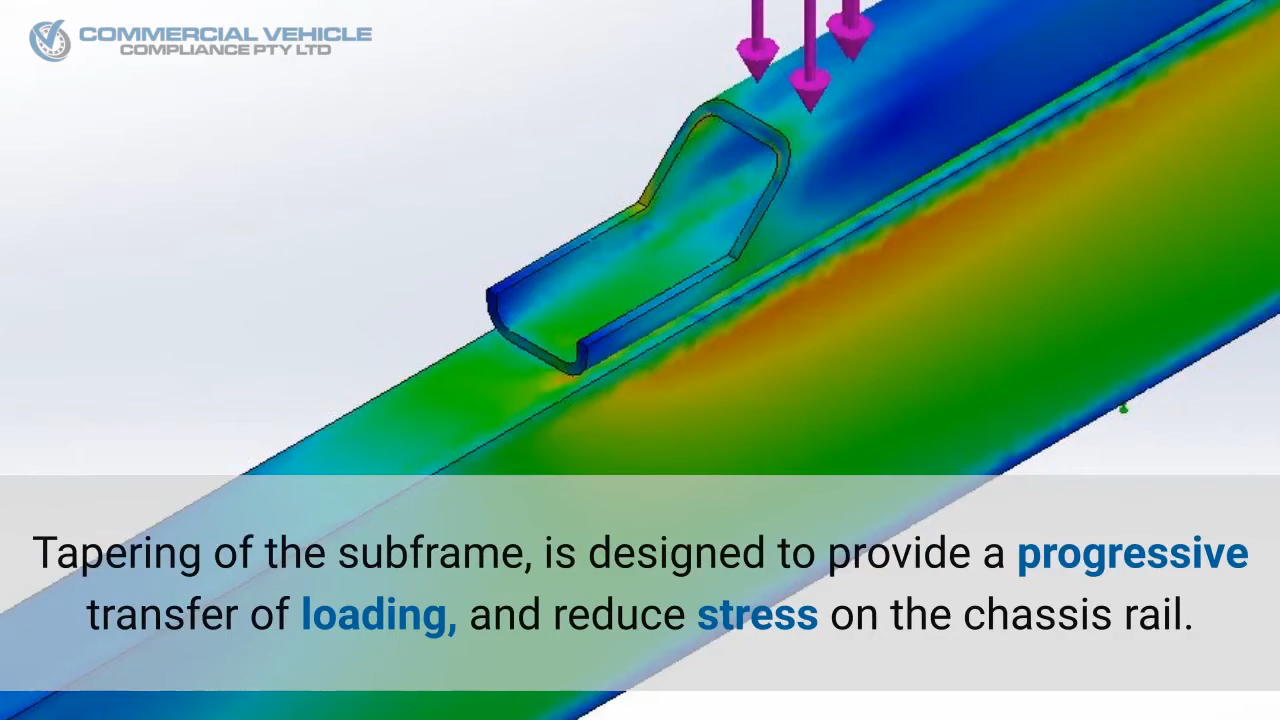 COMMERCIAL VEHICLE
COMPLIANCE PTY LTD
Tapering of the subframe, is designed to provide a progressive
transfer of loading, and reduce stress on the chassis rail.